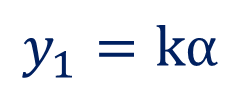 y₁ = kα